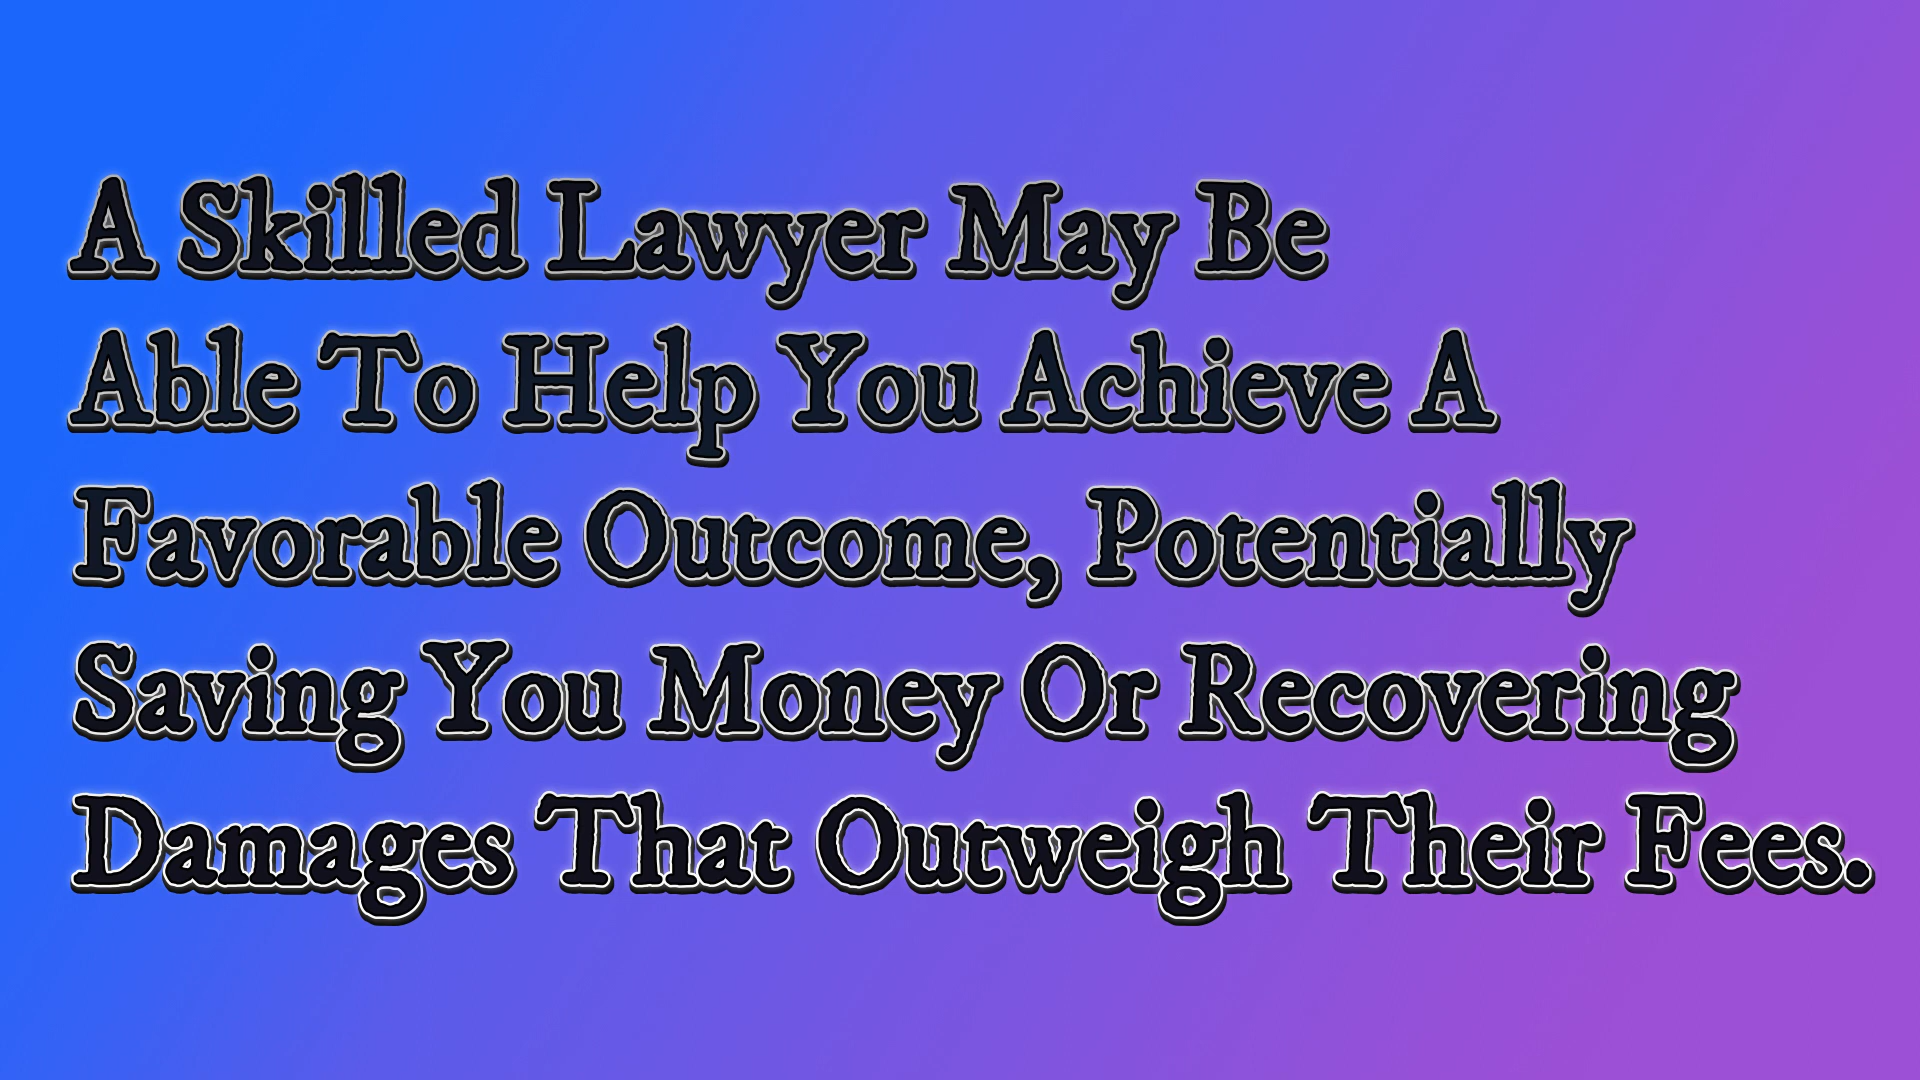 A Skilled Lawyer May Be
Able To Help You Achieve A
Favorable Outcome, Potentially
Saving You Money Or Recovering
Damages That Outweigh Their Fees.